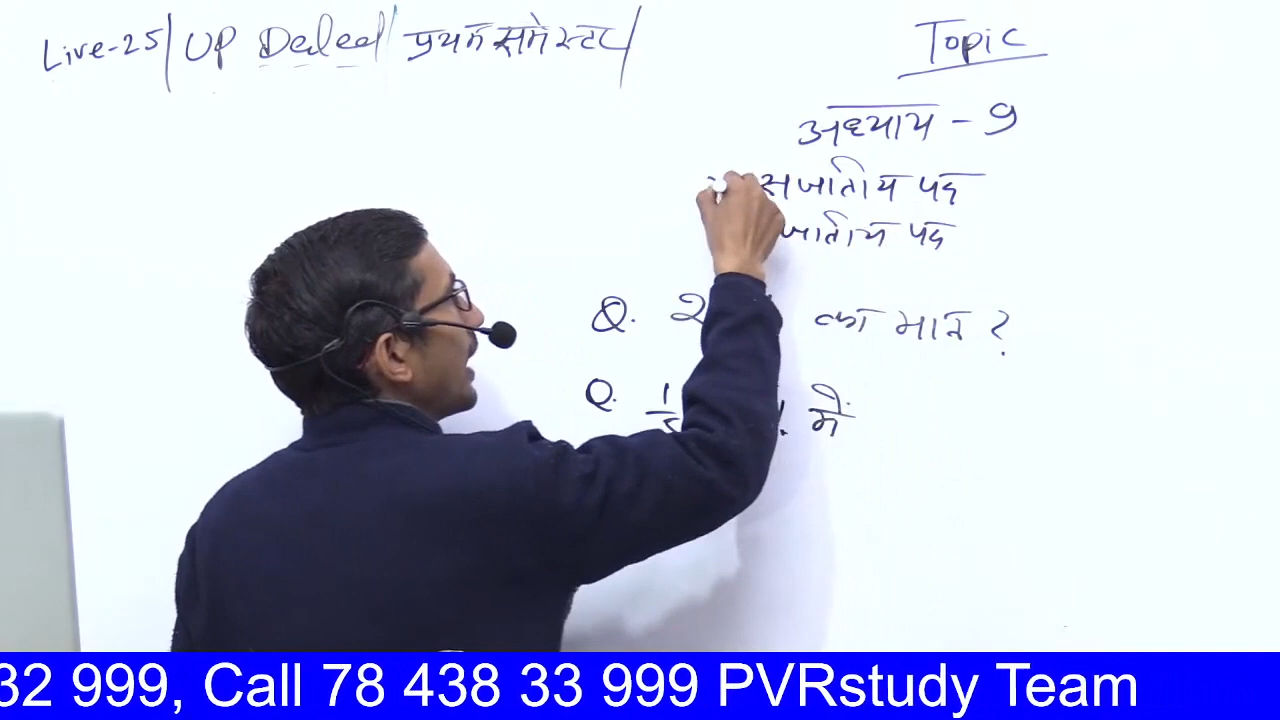 Live-25/ UP Deled/ प्रथम सेमेस्टर/
Topic
अध्याय - 9
सजातीय पद
जातीय पद
Q. 2 का मान ?
Q. 1 % में
32 999, Call 78 438 33 999 PVRstudy Team